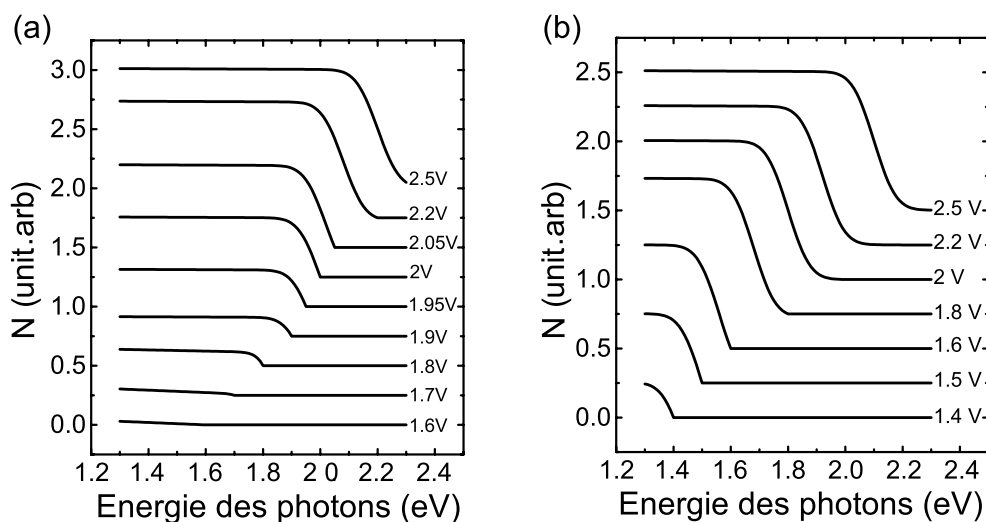 (a)
3.0
2.5
2.0
1.5
1.0
0.5
0.0
N (unit.arb)
2.5V
2.2V
2.05V
2V
1.95V
1.9V
1.8V
1.7V
1.6V
1.2 1.4 1.6 1.8 2.0 2.2 2.4
Energie des photons (eV)
(b)
2.5
2.0
1.5
1.0
0.5
0.0
N (unit.arb)
2.5 V
2.2 V
2 V
1.8 V
1.6 V
1.5 V
1.4 V
1.2 1.4 1.6 1.8 2.0 2.2 2.4
Energie des photons (eV)